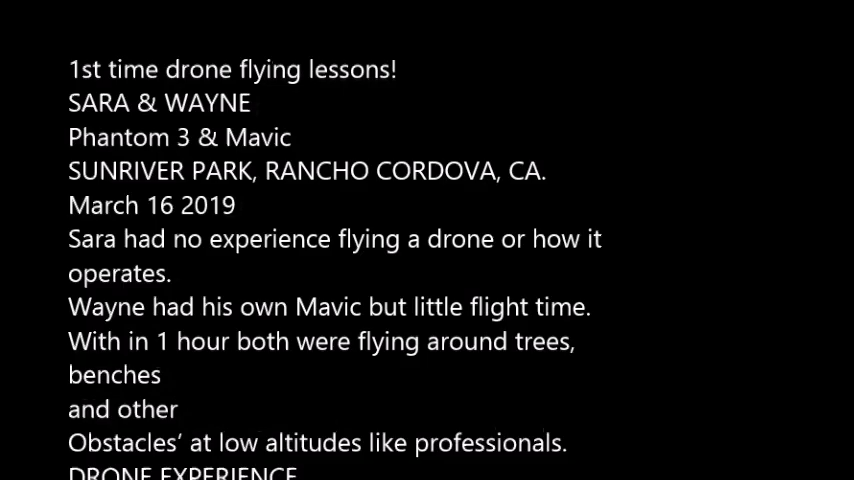 1st time drone flying lessons!
SARA & WAYNE
Phantom 3 & Mavic
SUNRIVER PARK, RANCHO CORDOVA, CA.
March 16 2019
Sara had no experience flying a drone or how it
operates.
Wayne had his own Mavic but little flight time.
With in 1 hour both were flying around trees,
benches
and other
Obstacles’ at low altitudes like professionals.
DRONE EXPERIENCE